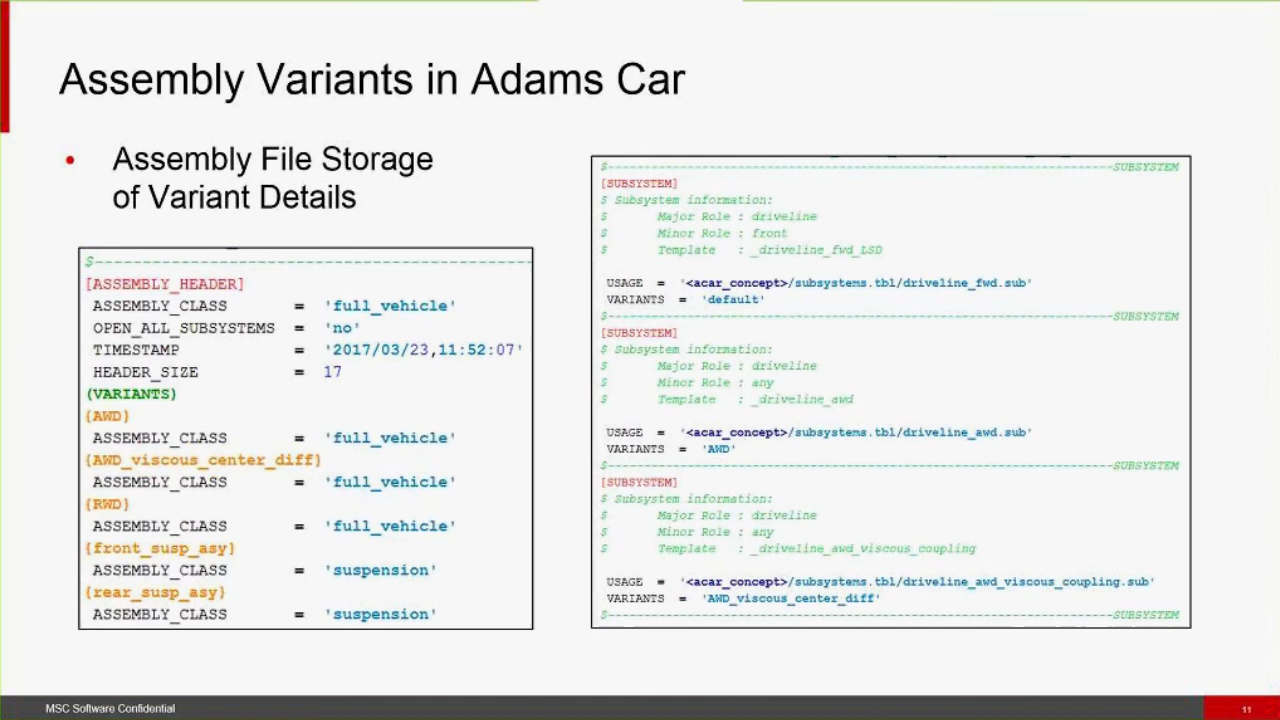 Assembly Variants in Adams Car
• Assembly File Storage
of Variant Details
$--------------------------------------------------
[ASSEMBLY_HEADER]
ASSEMBLY_CLASS = 'full_vehicle'
OPEN_ALL_SUBSYSTEMS = 'no'
TIMESTAMP = '2017/03/23,11:52:07'
HEADER_SIZE = 17
(VARIANTS)
{AWD}
ASSEMBLY_CLASS = 'full_vehicle'
{AWD_viscous_center_diff}
ASSEMBLY_CLASS = 'full_vehicle'
{RWD}
ASSEMBLY_CLASS = 'full_vehicle'
{front_susp_asy}
ASSEMBLY_CLASS = 'suspension'
{rear_susp_asy}
ASSEMBLY_CLASS = 'suspension'
$----------------------------------------------------------------------SUBSYSTEM
[SUBSYSTEM]
$ Subsystem information:
$ Major Role : driveline
$ Minor Role : front
$ Template : _driveline_fwd_LSD
USAGE = '<acar_concept>/subsystems.tbl/driveline_fwd.sub'
VARIANTS = 'default'
$----------------------------------------------------------------------SUBSYSTEM
[SUBSYSTEM]
$ Subsystem information:
$ Major Role : driveline
$ Minor Role : any
$ Template : _driveline_awd
USAGE = '<acar_concept>/subsystems.tbl/driveline_awd.sub'
VARIANTS = 'AWD'
$----------------------------------------------------------------------SUBSYSTEM
[SUBSYSTEM]
$ Subsystem information:
$ Major Role : driveline
$ Minor Role : any
$ Template : _driveline_awd_viscous_coupling
USAGE = '<acar_concept>/subsystems.tbl/driveline_awd_viscous_coupling.sub'
VARIANTS = 'AWD_viscous_center_diff'
$----------------------------------------------------------------------SUBSYSTEM
MSC Software Confidential
11